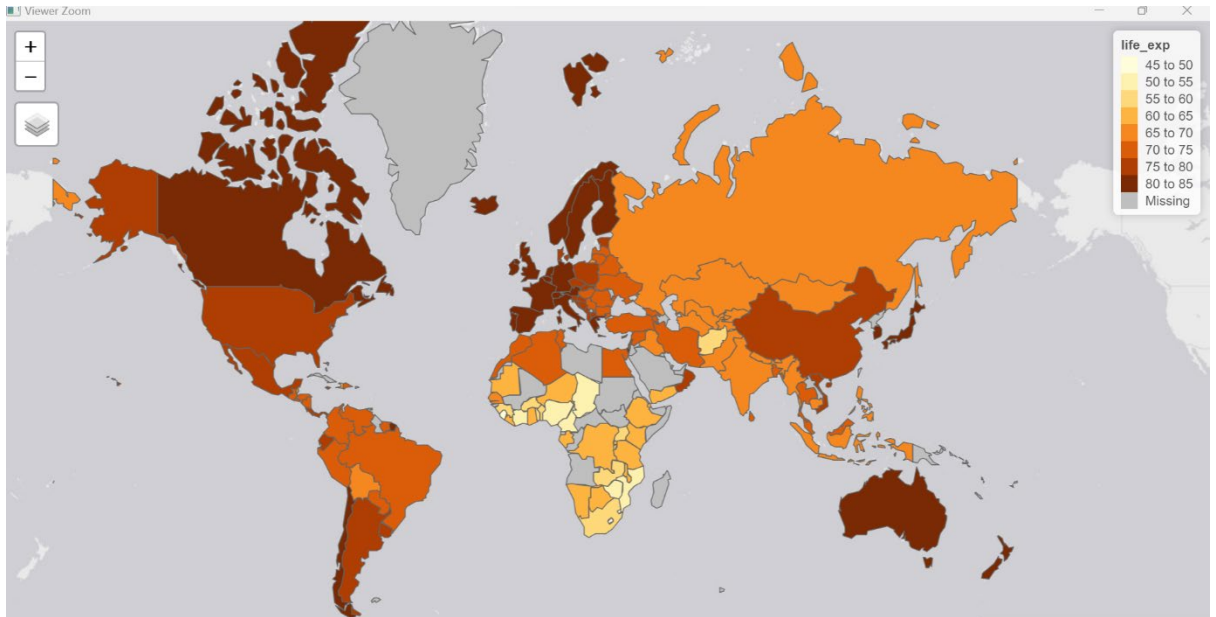 Viewer Zoom
+
−
life_exp
45 to 50
50 to 55
55 to 60
60 to 65
65 to 70
70 to 75
75 to 80
80 to 85
Missing